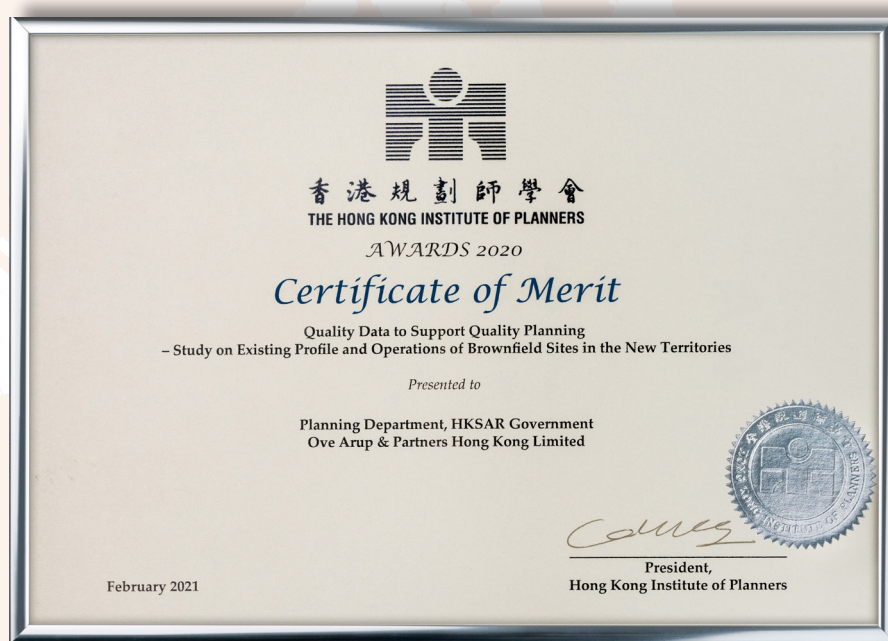 香港規劃師學會
THE HONG KONG INSTITUTE OF PLANNERS
AWARDS 2020
Certificate of Merit
Quality Data to Support Quality Planning
– Study on Existing Profile and Operations of Brownfield Sites in the New Territories
Presented to
Planning Department, HKSAR Government
Ove Arup & Partners Hong Kong Limited
President,
February 2021
Hong Kong Institute of Planners